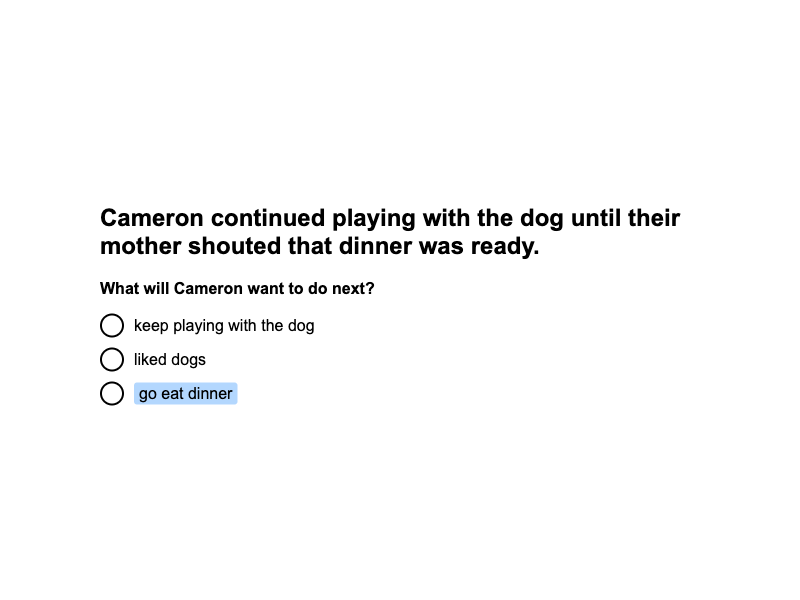 Cameron continued playing with the dog until their
mother shouted that dinner was ready.
What will Cameron want to do next?
keep playing with the dog
liked dogs
go eat dinner